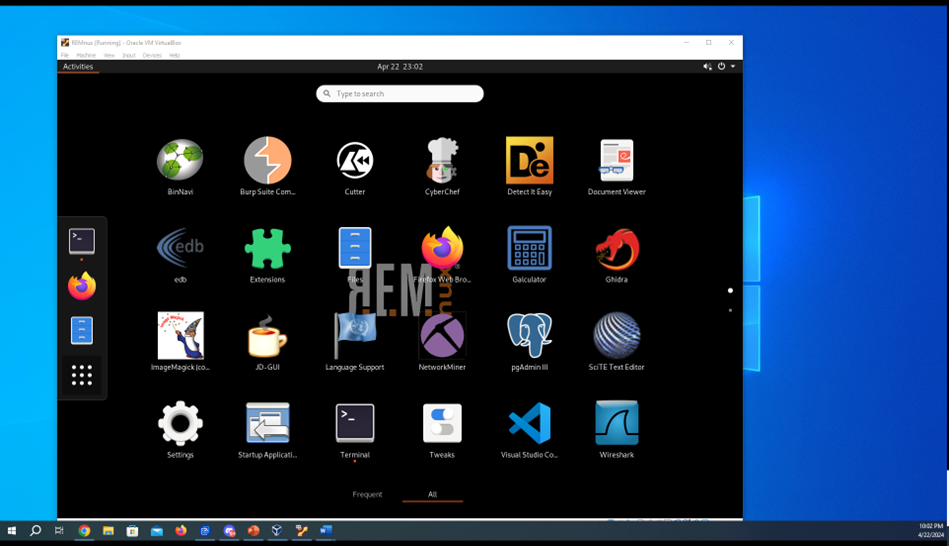 REMnux [Running] - Oracle VM VirtualBox
File Machine View Input Devices Help
Activities
Apr 22 23:02
Type to search
BinNavi
Burp Suite Com...
Cutter
CyberChef
Detect It Easy
Document Viewer
edb
Extensions
Files
Firefox Web Bro...
Galculator
Ghidra
REMnux
ImageMagick (co...
JD-GUI
Language Support
NetworkMiner
pgAdmin III
SciTE Text Editor
Settings
Startup Applicati...
Terminal
Tweaks
Visual Studio Co...
Wireshark
Frequent
All
10:02 PM
4/22/2024